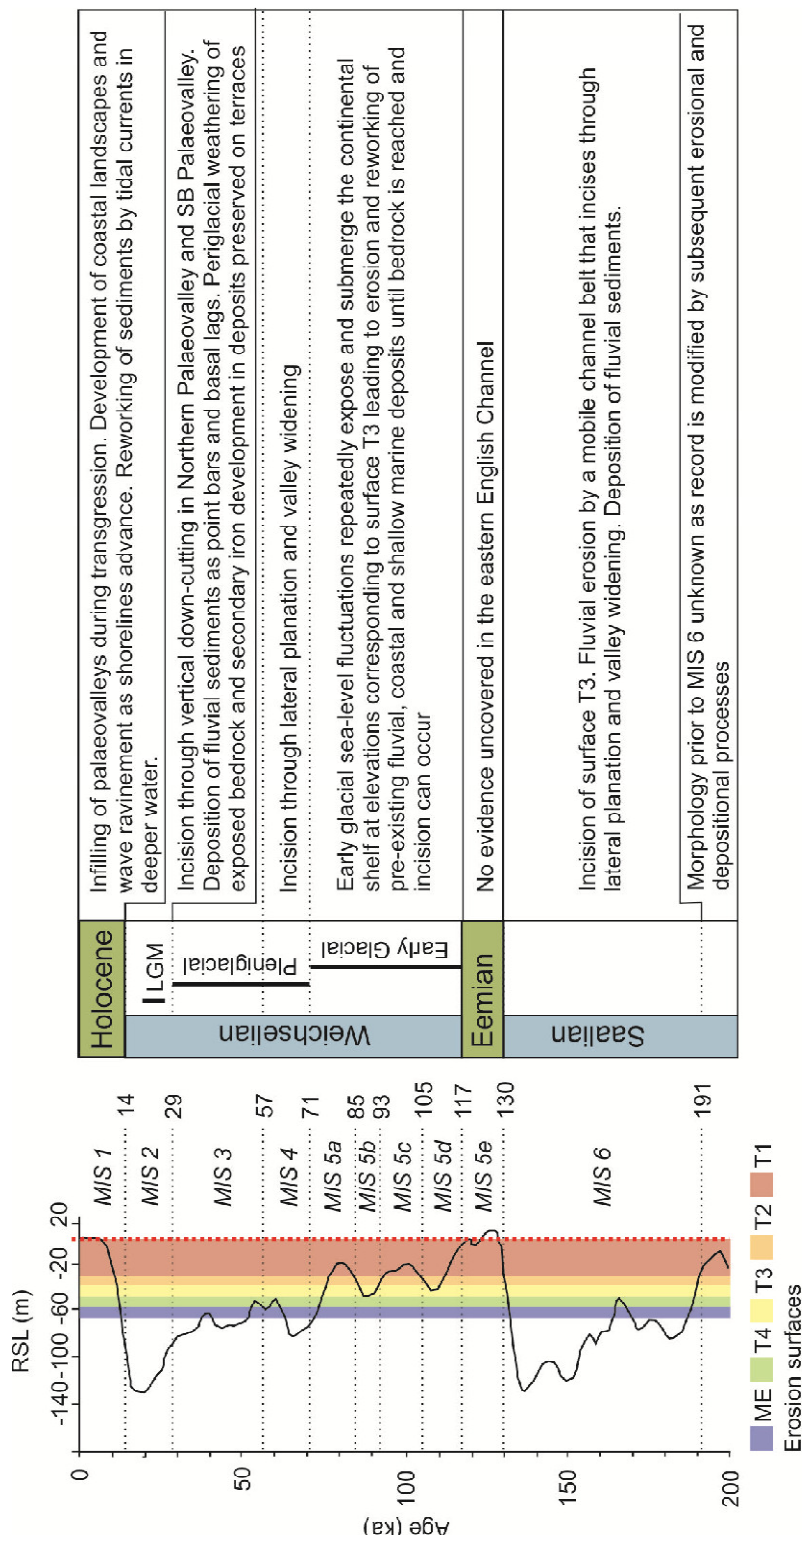 Holocene
LGM
Pleniglacial
Early Glacial
Weichselian
Eemian
Saalian
Infilling of palaeovalleys during transgression. Development of coastal landscapes and
wave ravinement as shorelines advance. Reworking of sediments by tidal currents in
deeper water.
Incision through vertical down-cutting in Northern Palaeovalley and SB Palaeovalley.
Deposition of fluvial sediments as point bars and basal lags. Periglacial weathering of
exposed bedrock and secondary iron development in deposits preserved on terraces
Incision through lateral planation and valley widening
Early glacial sea-level fluctuations repeatedly expose and submerge the continental
shelf at elevations corresponding to surface T3 leading to erosion and reworking of
pre-existing fluvial, coastal and shallow marine deposits until bedrock is reached and
incision can occur
No evidence uncovered in the eastern English Channel
Incision of surface T3. Fluvial erosion by a mobile channel belt that incises through
lateral planation and valley widening. Deposition of fluvial sediments.
Morphology prior to MIS 6 unknown as record is modified by subsequent erosional and
depositional processes
RSL (m)
-140
-100
-60
-20
20
MIS 1
14
MIS 2
29
MIS 3
57
MIS 4
71
MIS 5a
85
MIS 5b
93
MIS 5c
105
MIS 5d
117
MIS 5e
130
MIS 6
191
0
50
100
150
200
Age (ka)
ME T4 T3 T2 T1
Erosion surfaces